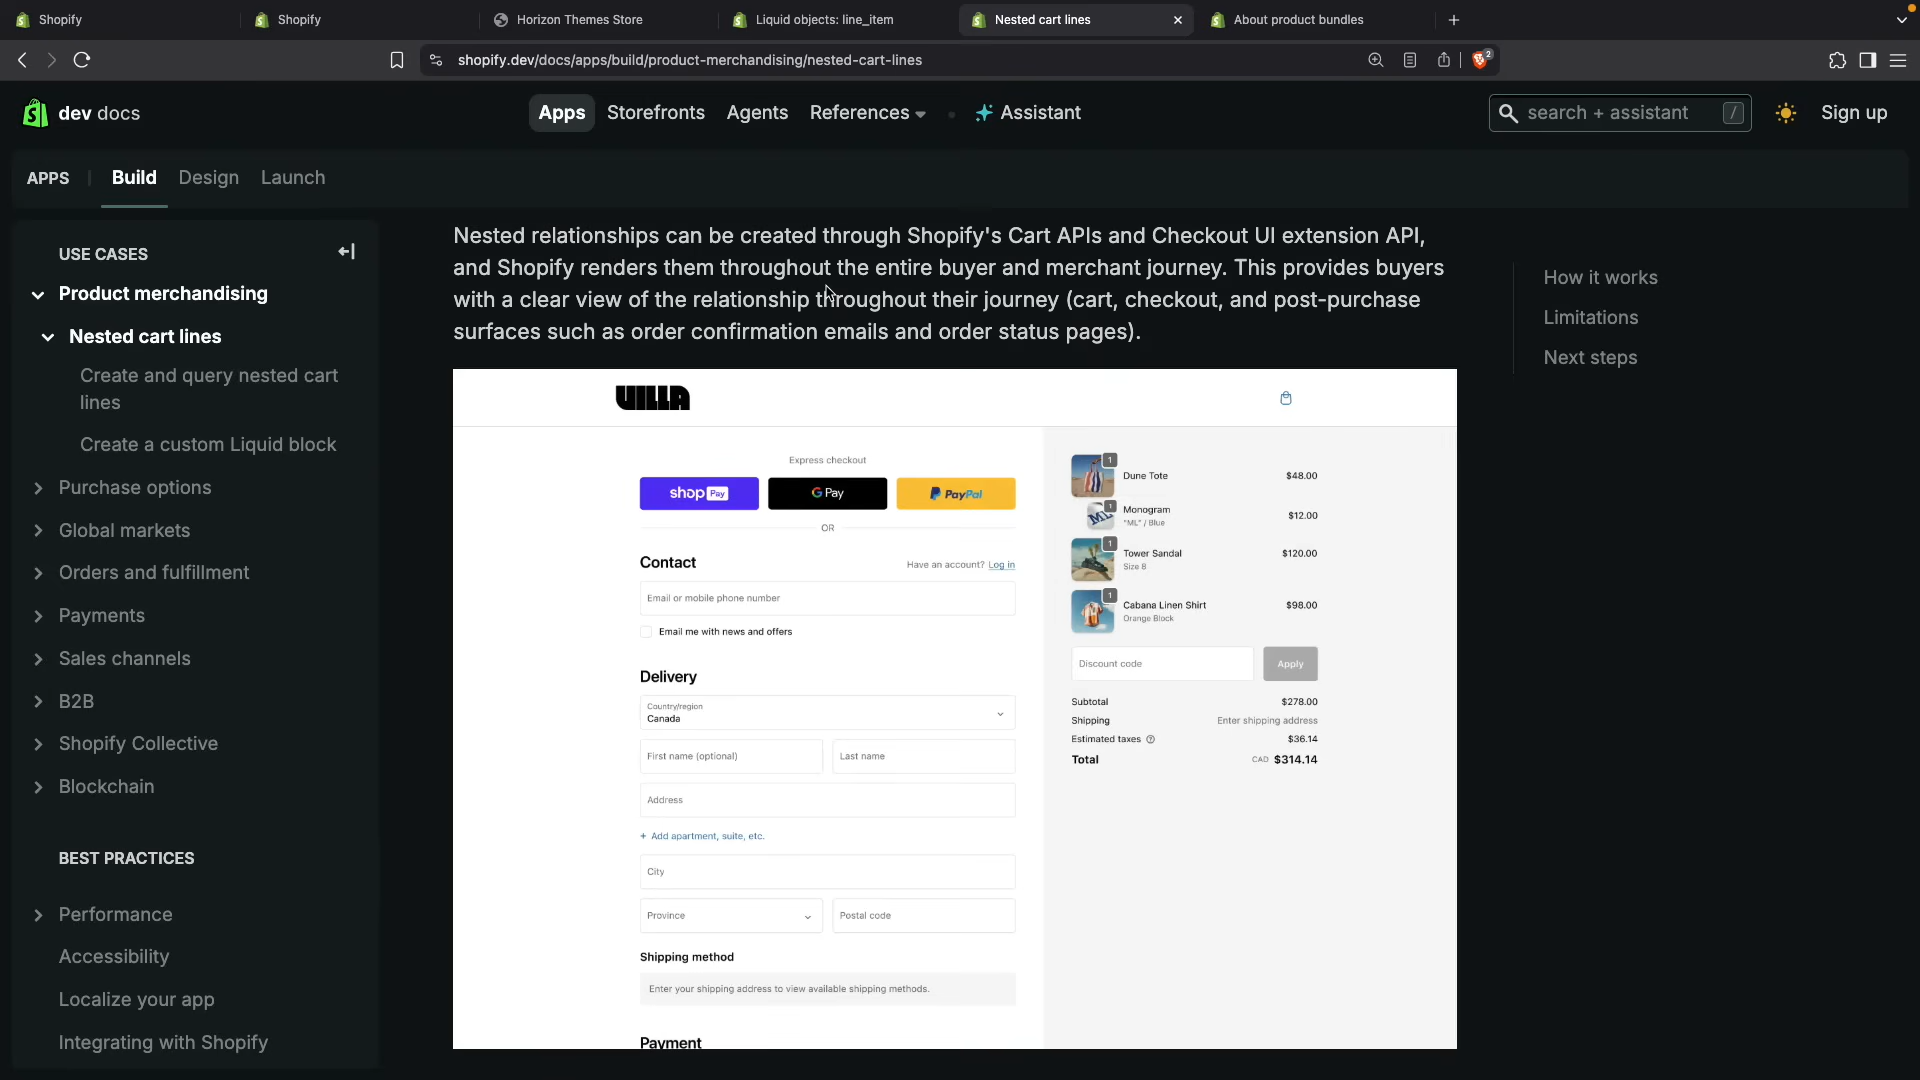 Shopify
Shopify
Horizon Themes Store
Liquid objects: line_item
Nested cart lines
About product bundles
shopify.dev/docs/apps/build/product-merchandising/nested-cart-lines
2
dev docs
Apps
Storefronts
Agents
References
Assistant
search + assistant
/
Sign up
APPS
Build
Design
Launch
USE CASES
Product merchandising
Nested cart lines
Create and query nested cart
lines
Create a custom Liquid block
Purchase options
Global markets
Orders and fulfillment
Payments
Sales channels
B2B
Shopify Collective
Blockchain
BEST PRACTICES
Performance
Accessibility
Localize your app
Integrating with Shopify
Nested relationships can be created through Shopify's Cart APIs and Checkout UI extension API,
and Shopify renders them throughout the entire buyer and merchant journey. This provides buyers
with a clear view of the relationship throughout their journey (cart, checkout, and post-purchase
surfaces such as order confirmation emails and order status pages).
VILLA
Express checkout
shop Pay
G Pay
PayPal
OR
Contact
Have an account? Log in
Email or mobile phone number
Email me with news and offers
Delivery
Country/region
Canada
First name (optional)
Last name
Address
+ Add apartment, suite, etc.
City
Province
Postal code
Shipping method
Enter your shipping address to view available shipping methods.
Payment
1
Dune Tote
$48.00
1
ML
Monogram
"ML" / Blue
$12.00
1
Tower Sandal
Size 8
$120.00
1
Cabana Linen Shirt
Orange Block
$98.00
Discount code
Apply
Subtotal
$278.00
Shipping
Enter shipping address
Estimated taxes
$36.14
Total
CAD $314.14
How it works
Limitations
Next steps